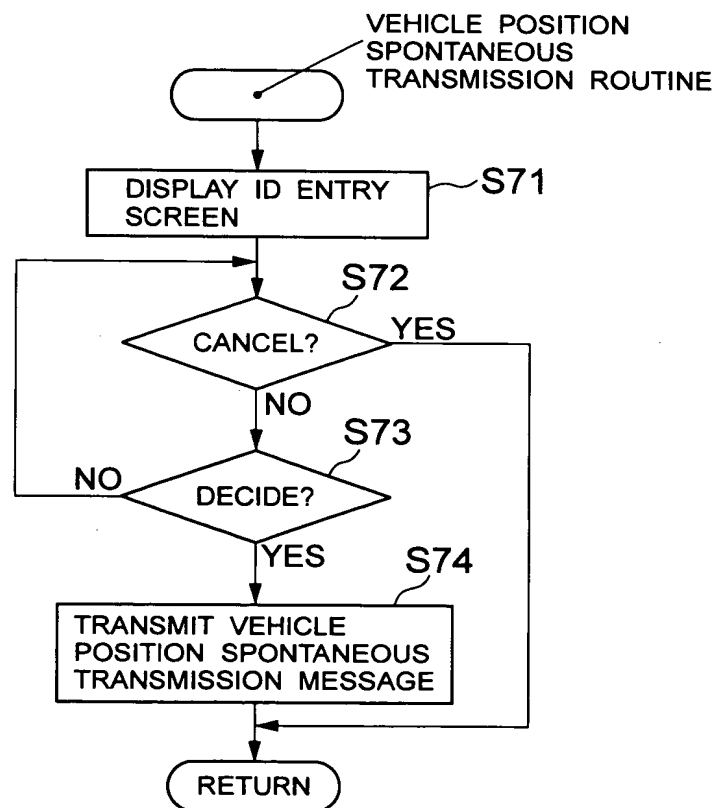 VEHICLE POSITION
SPONTANEOUS
TRANSMISSION ROUTINE
DISPLAY ID ENTRY
SCREEN
S71
S72
CANCEL?
YES
NO
S73
DECIDE?
NO
YES
S74
TRANSMIT VEHICLE
POSITION SPONTANEOUS
TRANSMISSION MESSAGE
RETURN